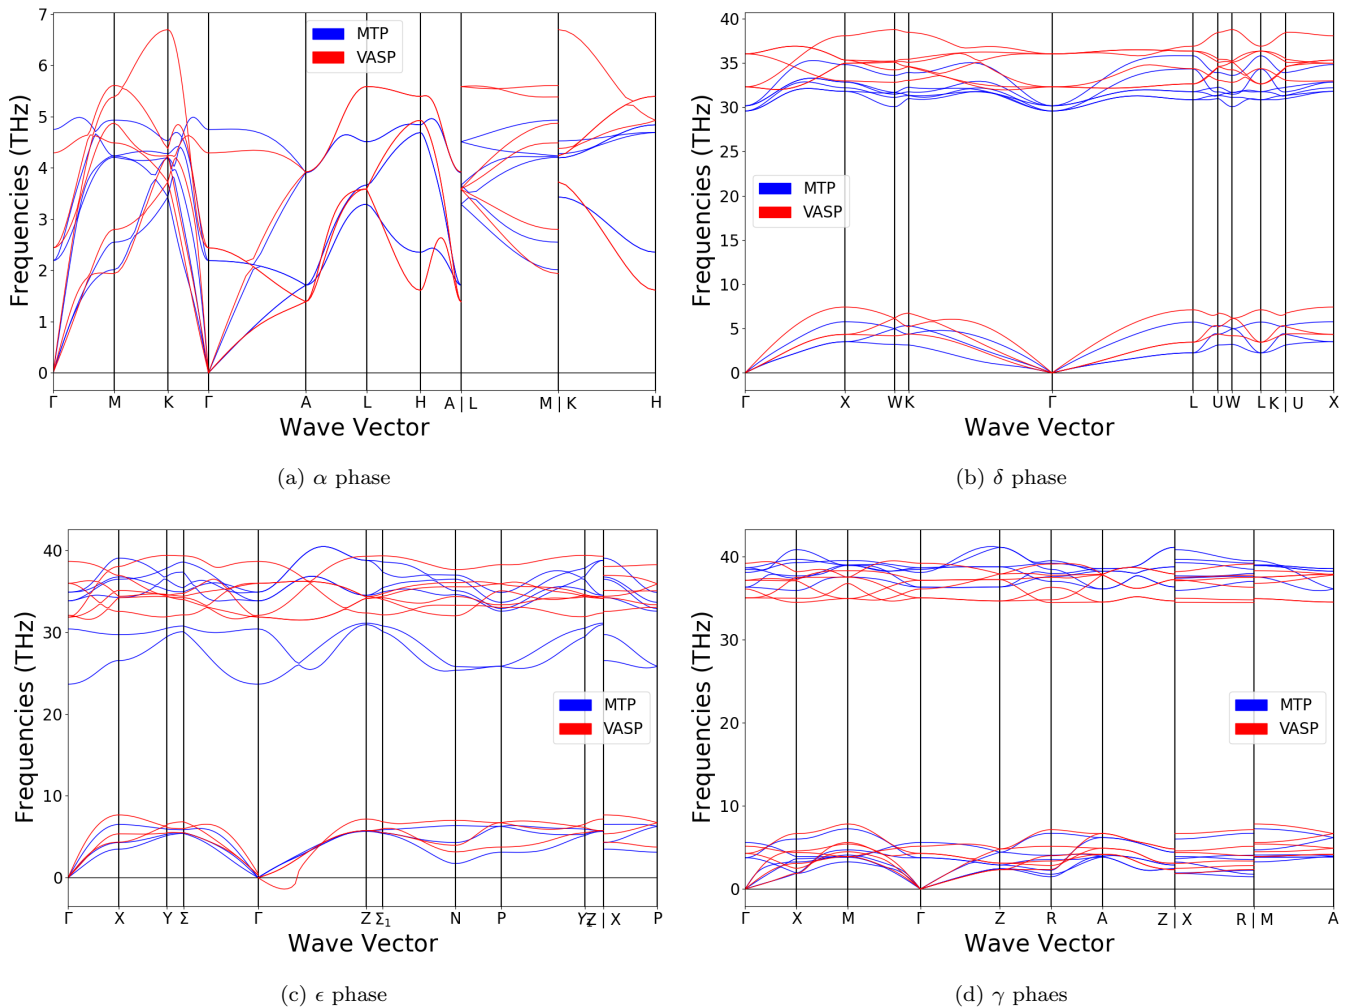 7
6
5
4
3
2
1
0
Frequencies (THz)
MTP
VASP
Γ M K Γ A L H A | L M | K H
Wave Vector
(a) α phase
40
35
30
25
20
15
10
5
0
Frequencies (THz)
MTP
VASP
Γ X W K Γ L U W L K | U X
Wave Vector
(b) δ phase
40
30
20
10
0
Frequencies (THz)
MTP
VASP
Γ X Y Σ Γ Z Σ₁ N P Y₁ Z | X P
Wave Vector
(c) ϵ phase
40
30
20
10
0
Frequencies (THz)
MTP
VASP
Γ X M Γ Z R A Z | X R | M A
Wave Vector
(d) γ phaes